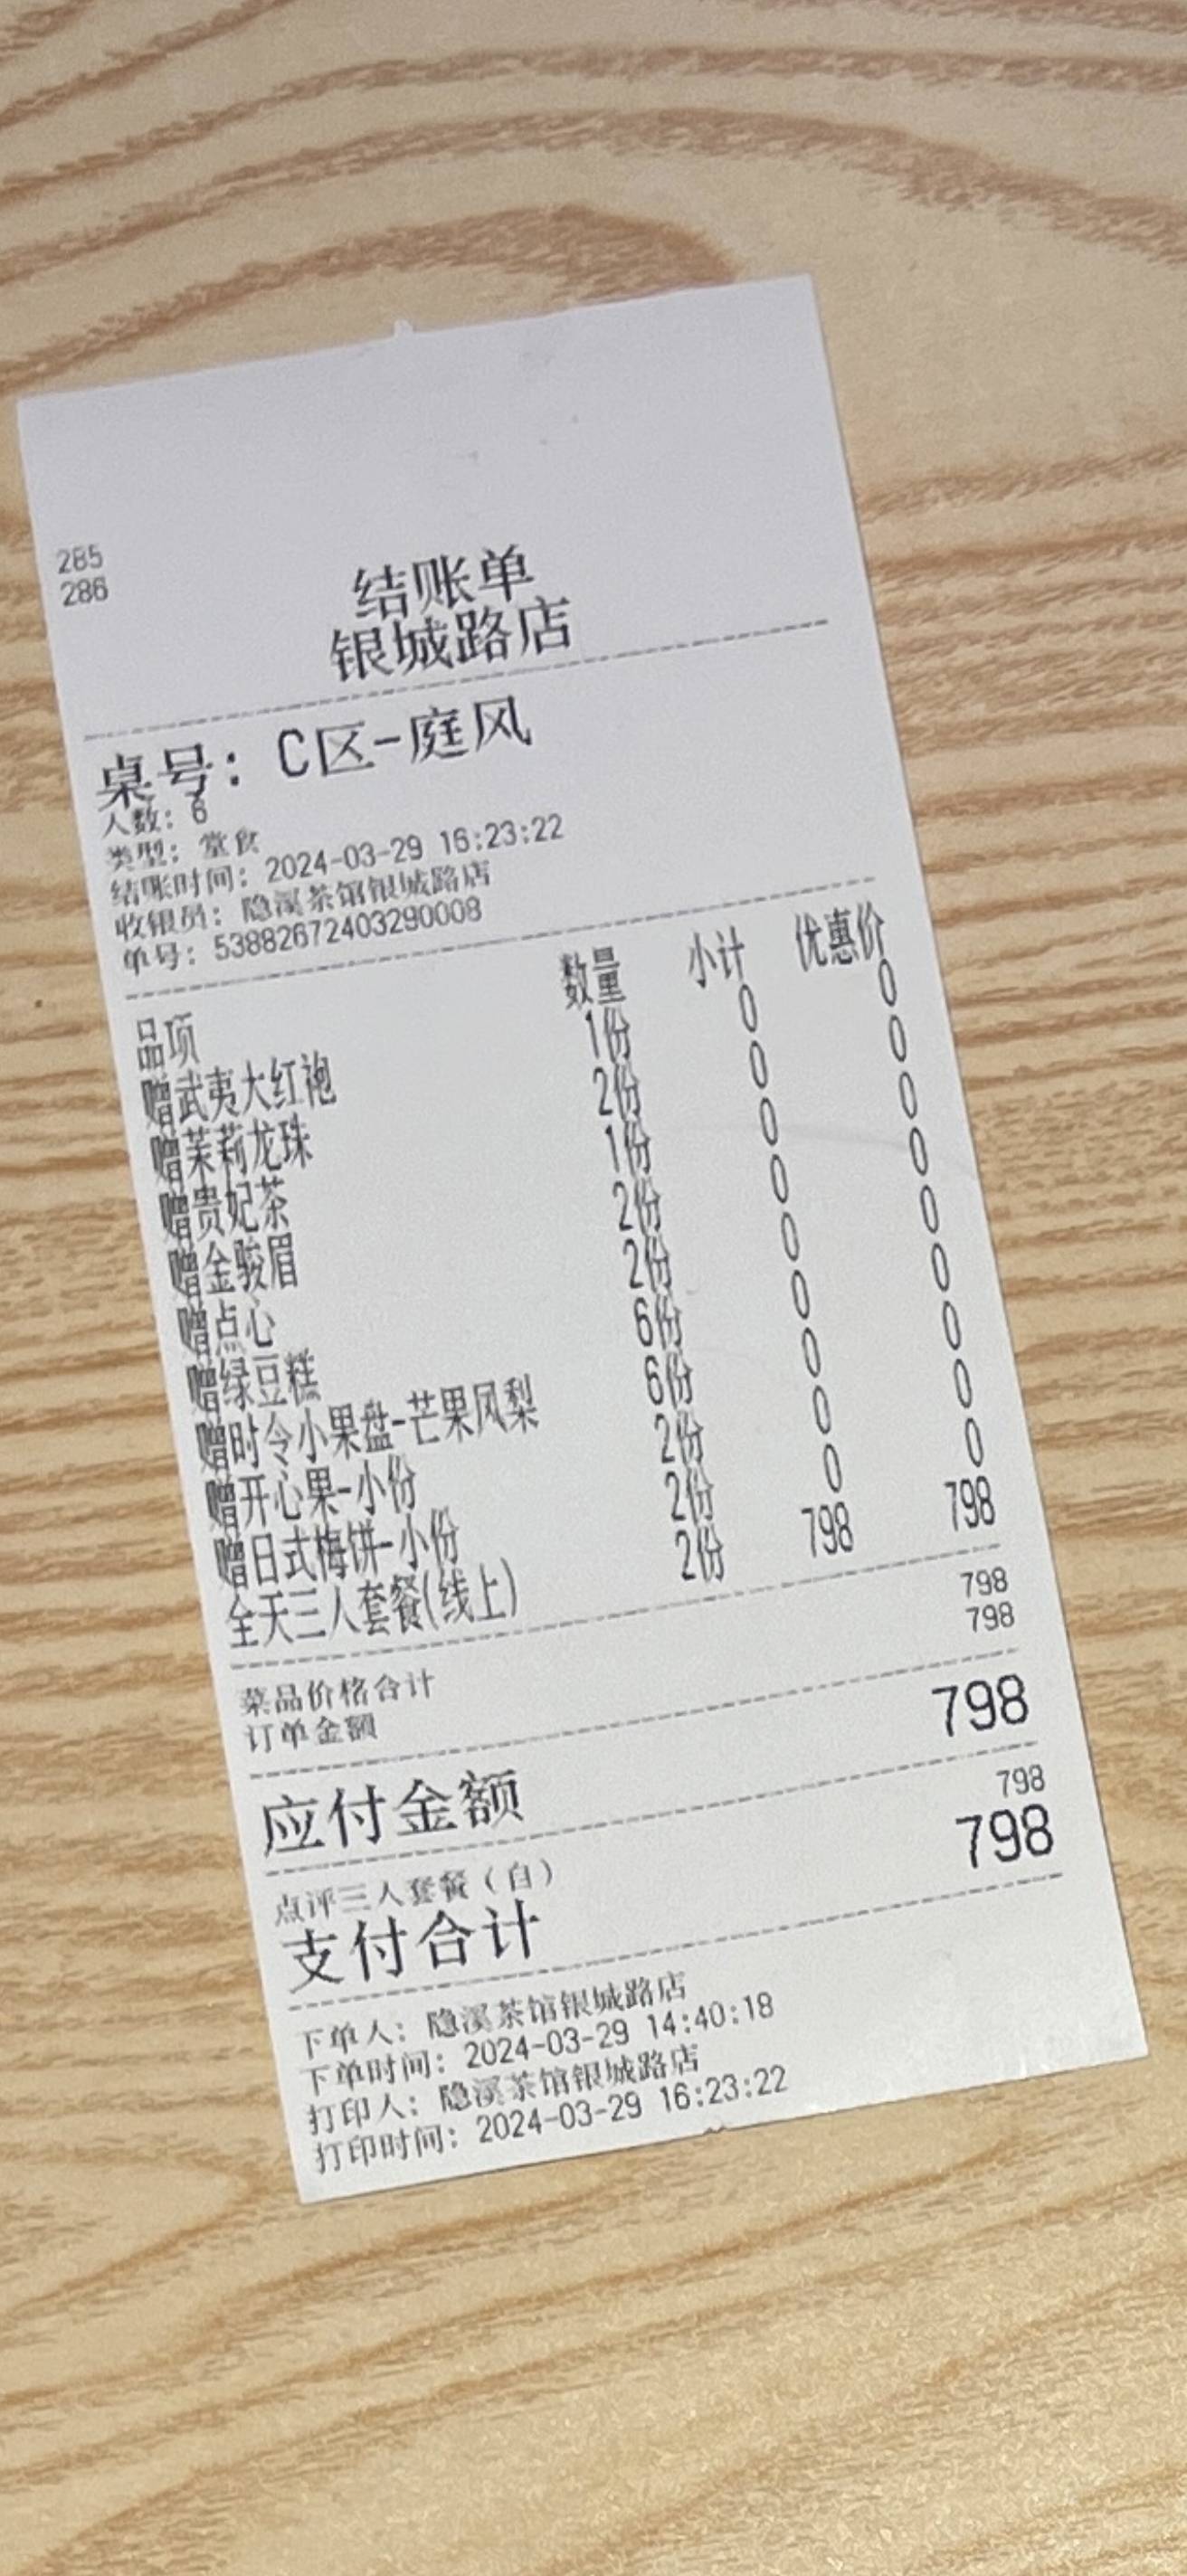 285
286
结账单
银城路店
桌号: C区-庭风
人数: 6
类型: 堂食
结账时间: 2024-03-29 16:23:22
收银员: 隐溪茶馆银城路店
单号: 53882672403290008
品项 数量 小计 优惠价
赠武夷大红袍 1份 0 0
赠茉莉龙珠 2份 0 0
赠贵妃茶 1份 0 0
赠金骏眉 2份 0 0
赠点心 2份 0 0
赠绿豆糕 6份 0 0
赠时令小果盘-芒果凤梨 6份 0 0
赠开心果-小份 2份 0 0
赠日式梅饼-小份 2份 0 0
全天三人套餐(线上) 2份 798 798
菜品价格合计 798
订单金额 798
应付金额 798
点评三人套餐（自） 798
支付合计 798
下单人: 隐溪茶馆银城路店
下单时间: 2024-03-29 14:40:18
打印人: 隐溪茶馆银城路店
打印时间: 2024-03-29 16:23:22